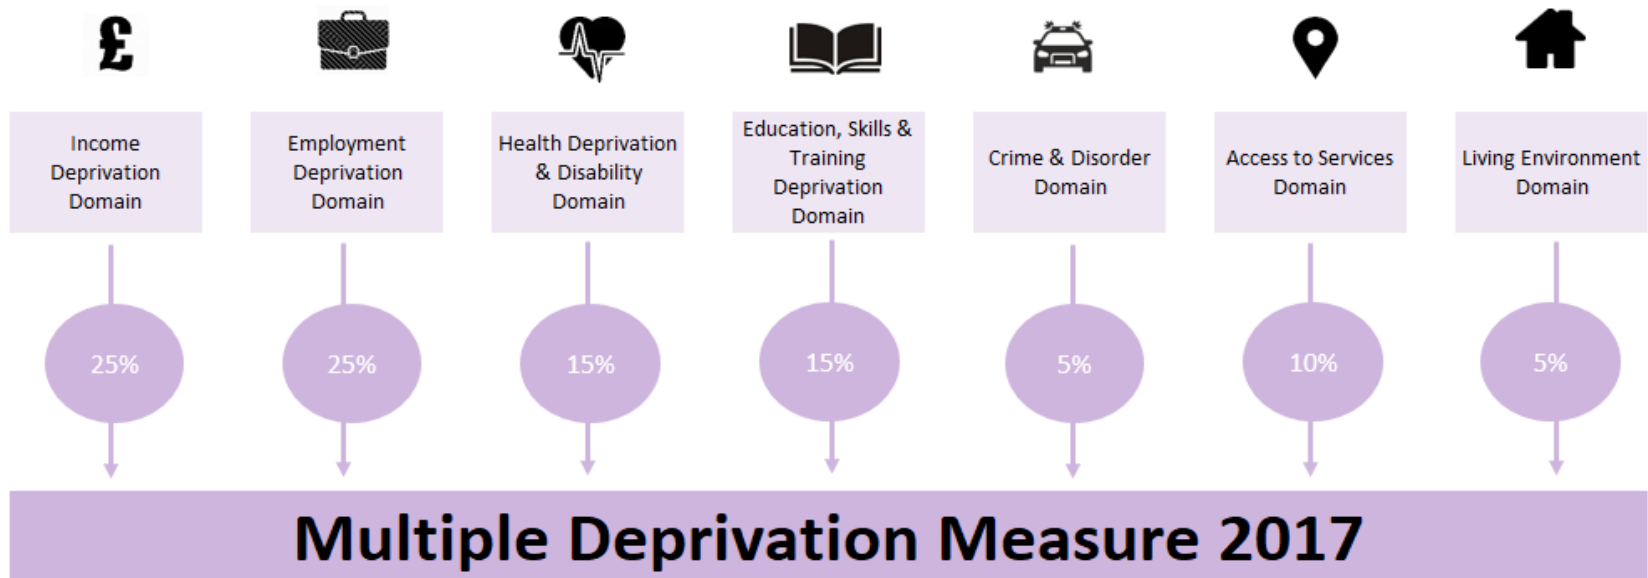 £
Income
Deprivation
Domain
Employment
Deprivation
Domain
Health Deprivation
& Disability
Domain
Education, Skills &
Training
Deprivation
Domain
Crime & Disorder
Domain
Access to Services
Domain
Living Environment
Domain
25%
25%
15%
15%
5%
10%
5%
Multiple Deprivation Measure 2017